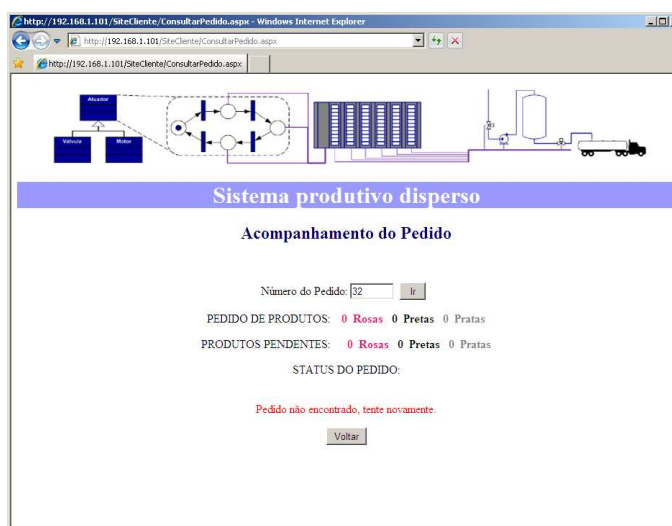 http://192.168.1.101/SiteCliente/ConsultarPedido.aspx - Windows Internet Explorer
http://192.168.1.101/SiteCliente/ConsultarPedido.aspx
http://192.168.1.101/SiteCliente/ConsultarPedido.aspx
Atuador
Válvula Motor
Sistema produtivo disperso
Acompanhamento do Pedido
Número do Pedido: 32 Ir
PEDIDO DE PRODUTOS: 0 Rosas 0 Pretas 0 Pratas
PRODUTOS PENDENTES: 0 Rosas 0 Pretas 0 Pratas
STATUS DO PEDIDO:
Pedido não encontrado, tente novamente.
Voltar